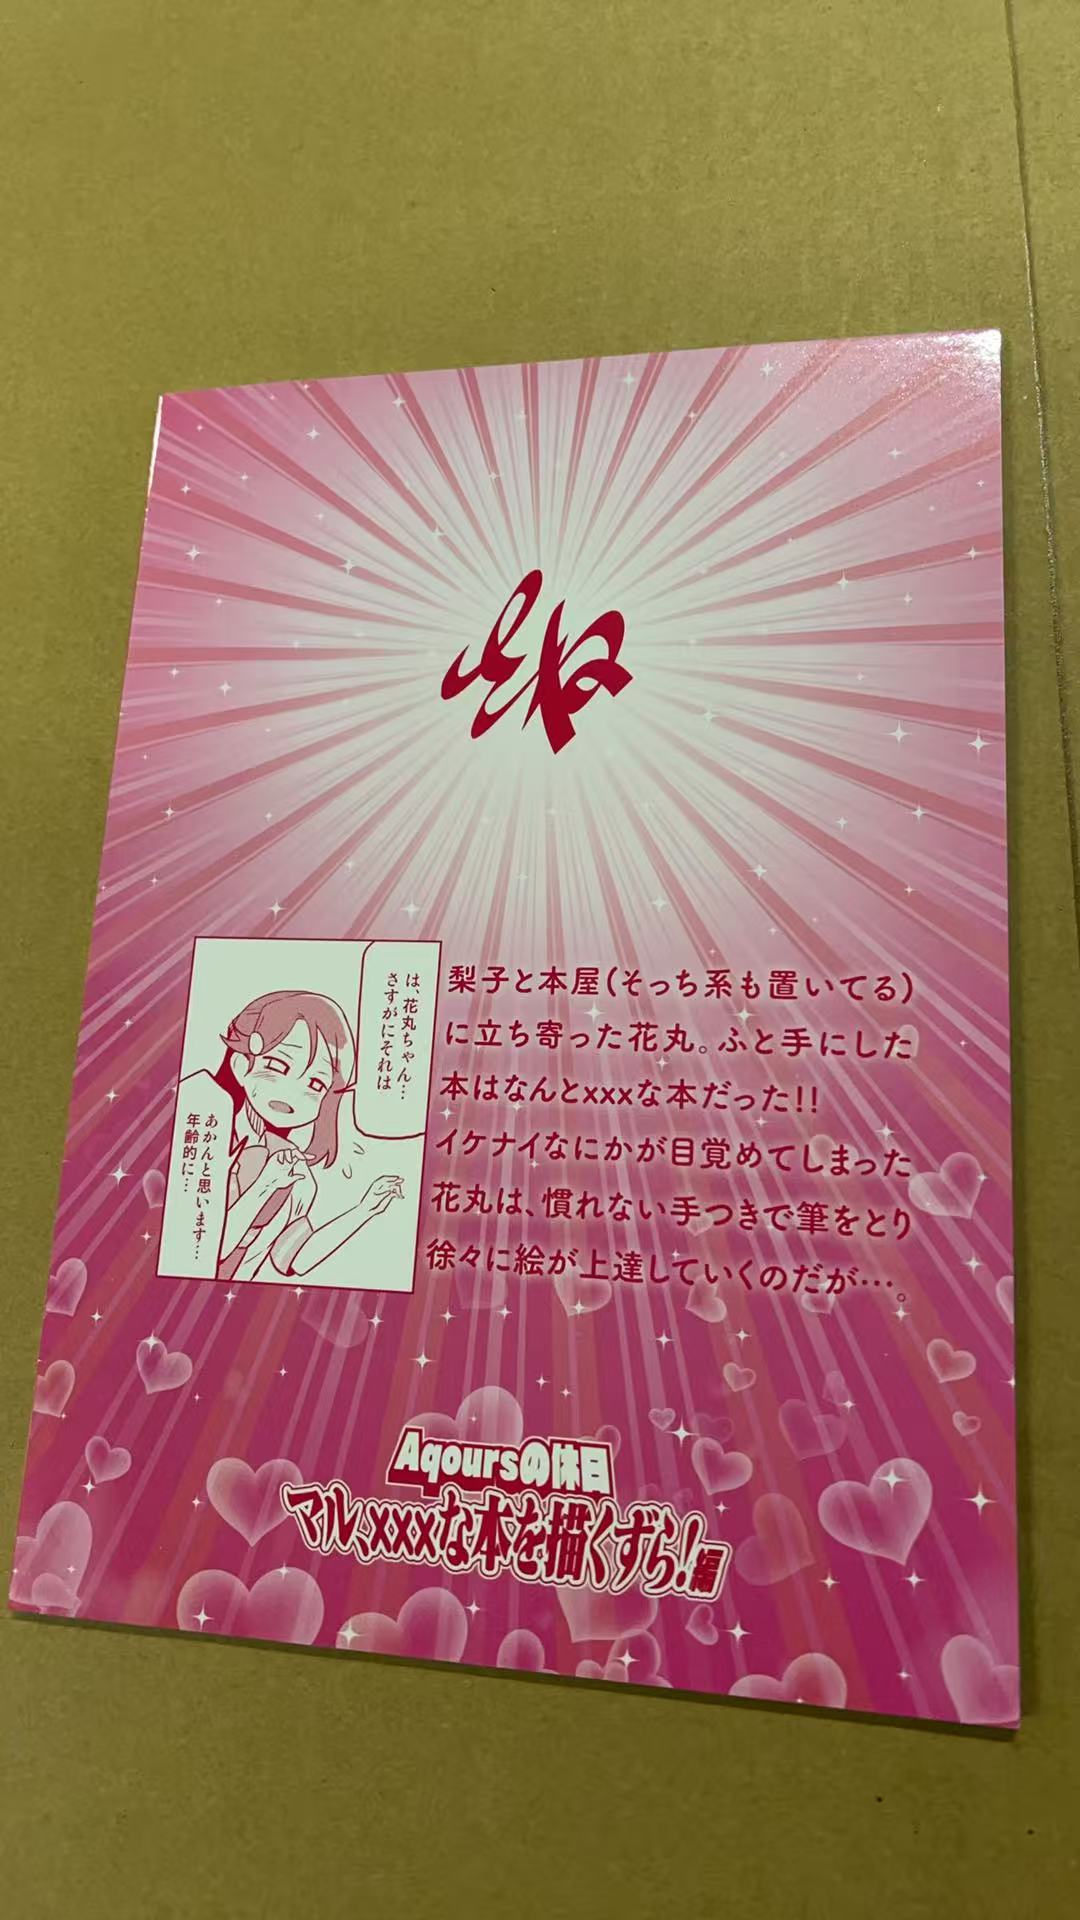 は、花丸ちゃん…
さすがにそれは
あかんと思います…
年齢的に…
梨子と本屋(そっち系も置いてる)
に立ち寄った花丸。ふと手にした
本はなんとxxxな本だった!!
イケナイなにかが目覚めてしまった
花丸は、慣れない手つきで筆をとり
徐々に絵が上達していくのだが…。
Aqoursの休日
マル、xxxな本を描くずら!編